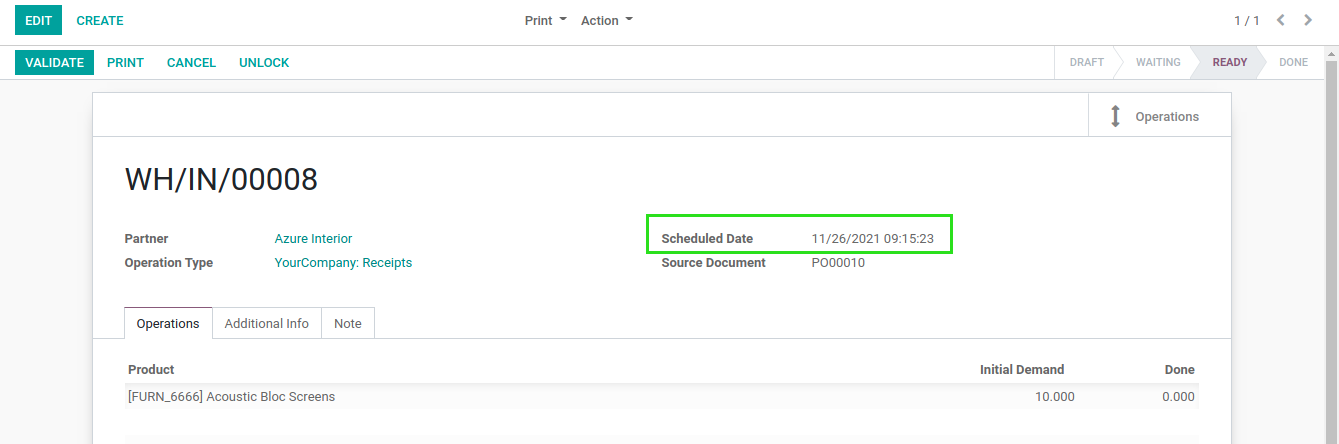 EDIT CREATE Print Action 1 / 1
VALIDATE PRINT CANCEL UNLOCK DRAFT WAITING READY DONE
Operations
WH/IN/00008
Partner Azure Interior Scheduled Date 11/26/2021 09:15:23
Operation Type YourCompany: Receipts Source Document PO00010
Operations Additional Info Note
Product Initial Demand Done
[FURN_6666] Acoustic Bloc Screens 10.000 0.000